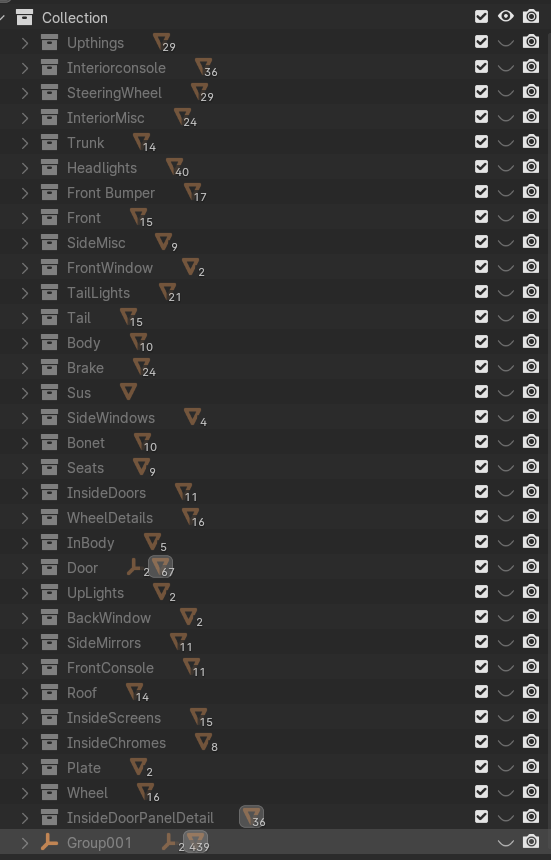 Collection
Upthings 29
Interiorconsole 36
SteeringWheel 29
InteriorMisc 24
Trunk 14
Headlights 40
Front Bumper 17
Front 15
SideMisc 9
FrontWindow 2
TailLights 21
Tail 15
Body 10
Brake 24
Sus
SideWindows 4
Bonet 10
Seats 9
InsideDoors 11
WheelDetails 16
InBody 5
Door 2 67
UpLights 2
BackWindow 2
SideMirrors 11
FrontConsole 11
Roof 14
InsideScreens 15
InsideChromes 8
Plate 2
Wheel 16
InsideDoorPanelDetail 36
Group001 2 439